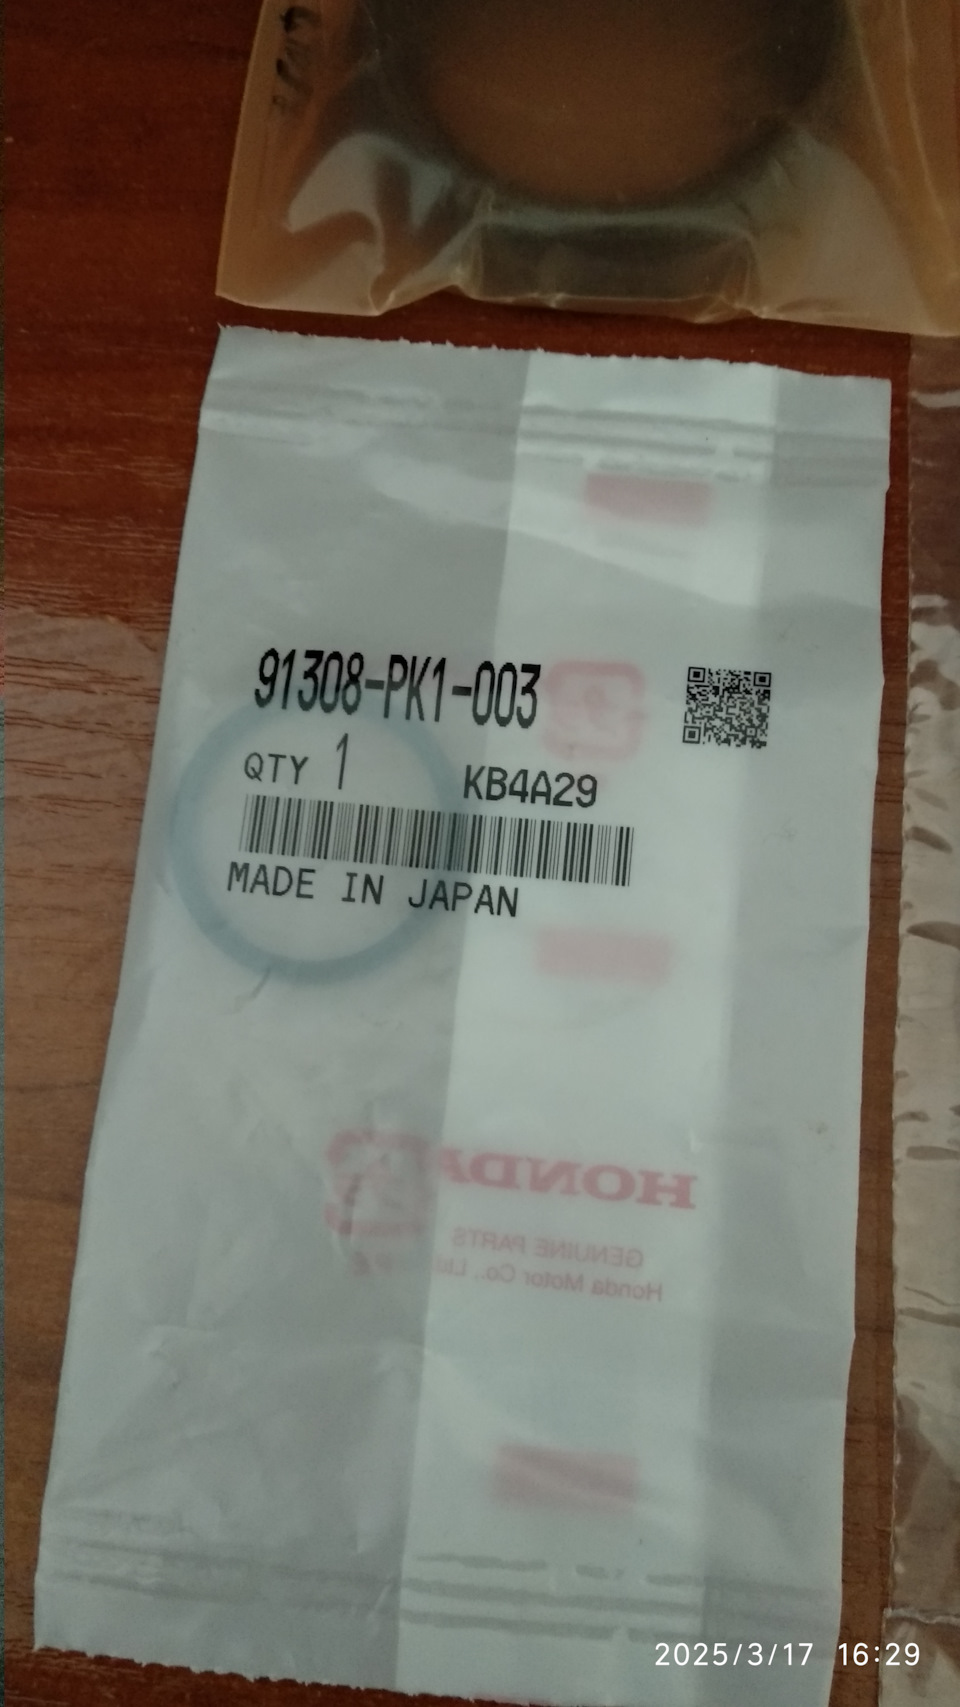 91308-PK1-003
QTY 1
KB4A29
MADE IN JAPAN
HONDA
GENUINE PARTS
Honda Motor Co., Ltd
2025/3/17 16:29